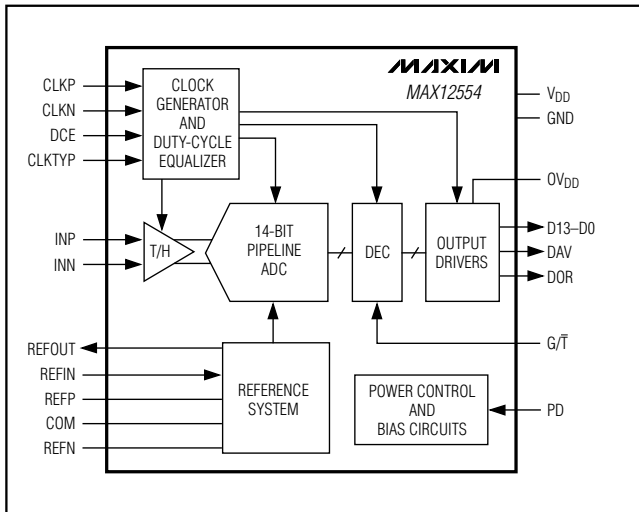 MAXIM
MAX12554
CLKP
CLKN
DCE
CLKTYP
CLOCK
GENERATOR
AND
DUTY-CYCLE
EQUALIZER
VDD
GND
OVDD
INP
INN
T/H
14-BIT
PIPELINE
ADC
DEC
OUTPUT
DRIVERS
D13–D0
DAV
DOR
G/T̅
REFOUT
REFIN
REFP
COM
REFN
REFERENCE
SYSTEM
POWER CONTROL
AND
BIAS CIRCUITS
PD